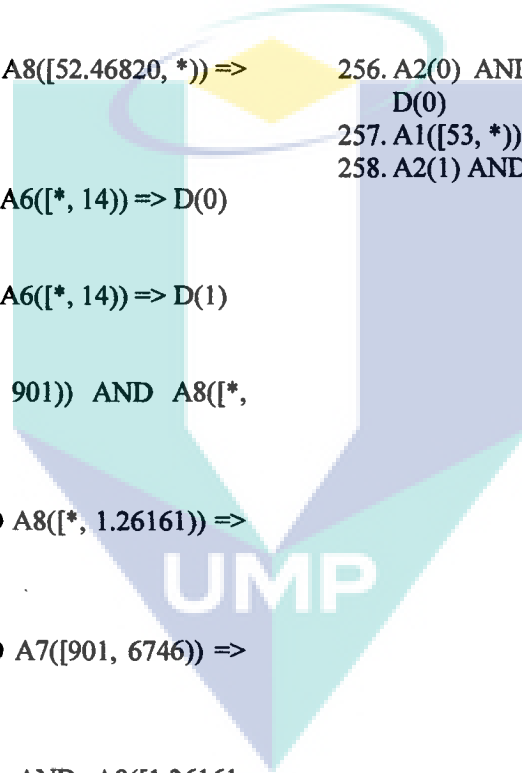 A8([52.46820, *)) =>
A6([*, 14)) => D(0)
A6([*, 14)) => D(1)
901)) AND A8([*,
A8([*, 1.26161)) =>
A7([901, 6746)) =>
AND A8([1.26161,
256. A2(0) AND
D(0)
257. A1([53, *))
258. A2(1) AND
UMP